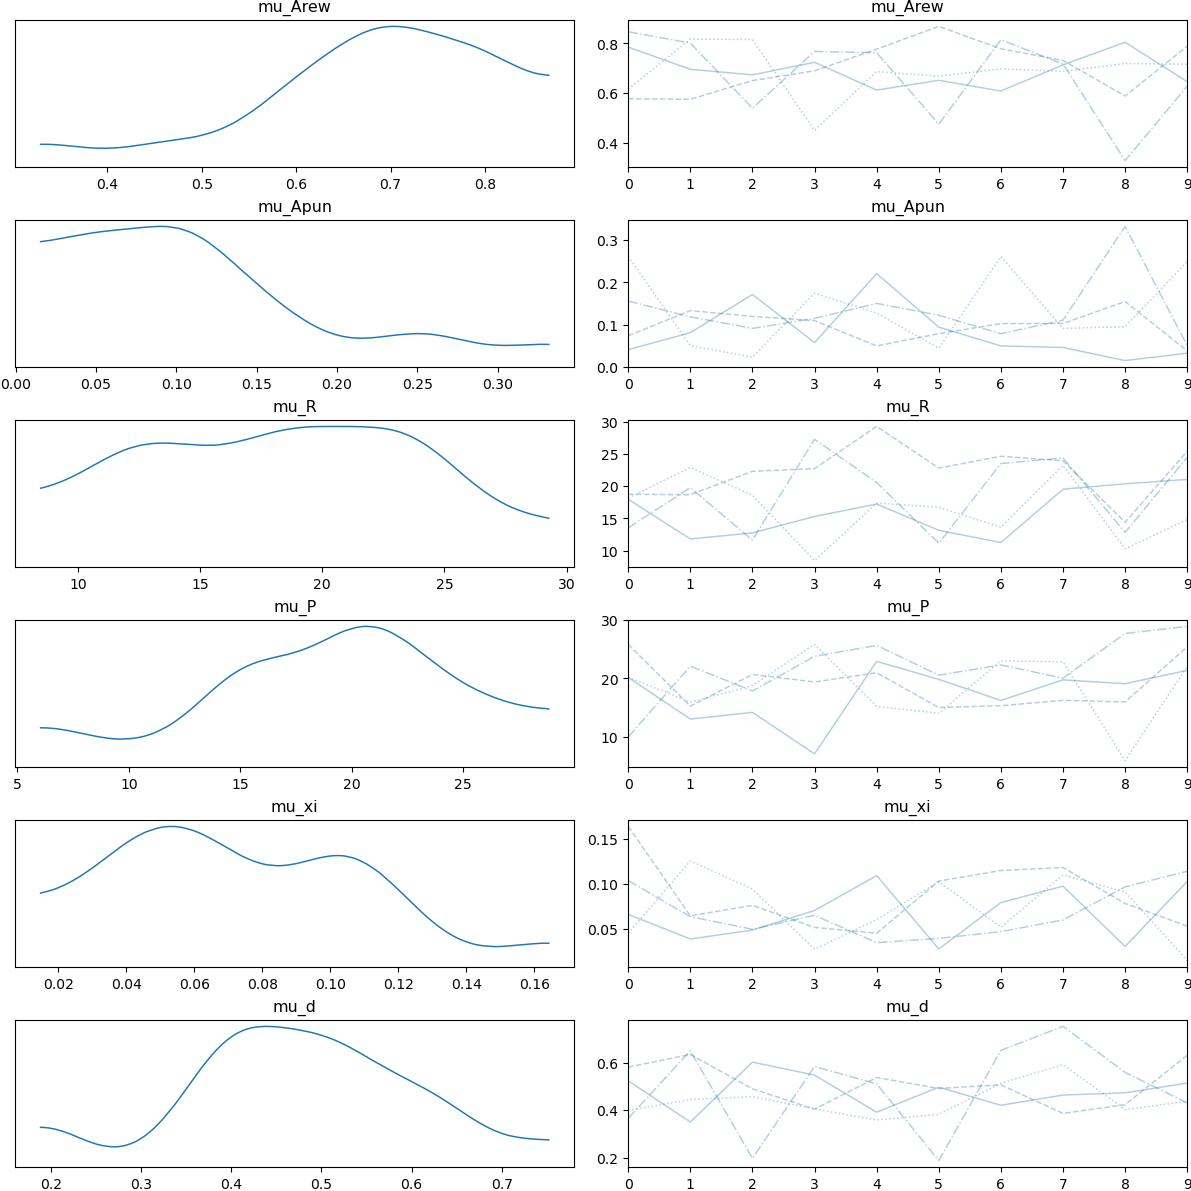 mu_Arew
0.4 0.5 0.6 0.7 0.8
mu_Arew
0.8
0.6
0.4
0 1 2 3 4 5 6 7 8 9
mu_Apun
0.00 0.05 0.10 0.15 0.20 0.25 0.30
mu_Apun
0.3
0.2
0.1
0.0
0 1 2 3 4 5 6 7 8 9
mu_R
10 15 20 25 30
mu_R
30
25
20
15
10
0 1 2 3 4 5 6 7 8 9
mu_P
5 10 15 20 25
mu_P
30
20
10
0 1 2 3 4 5 6 7 8 9
mu_xi
0.02 0.04 0.06 0.08 0.10 0.12 0.14 0.16
mu_xi
0.15
0.10
0.05
0 1 2 3 4 5 6 7 8 9
mu_d
0.2 0.3 0.4 0.5 0.6 0.7
mu_d
0.6
0.4
0.2
0 1 2 3 4 5 6 7 8 9